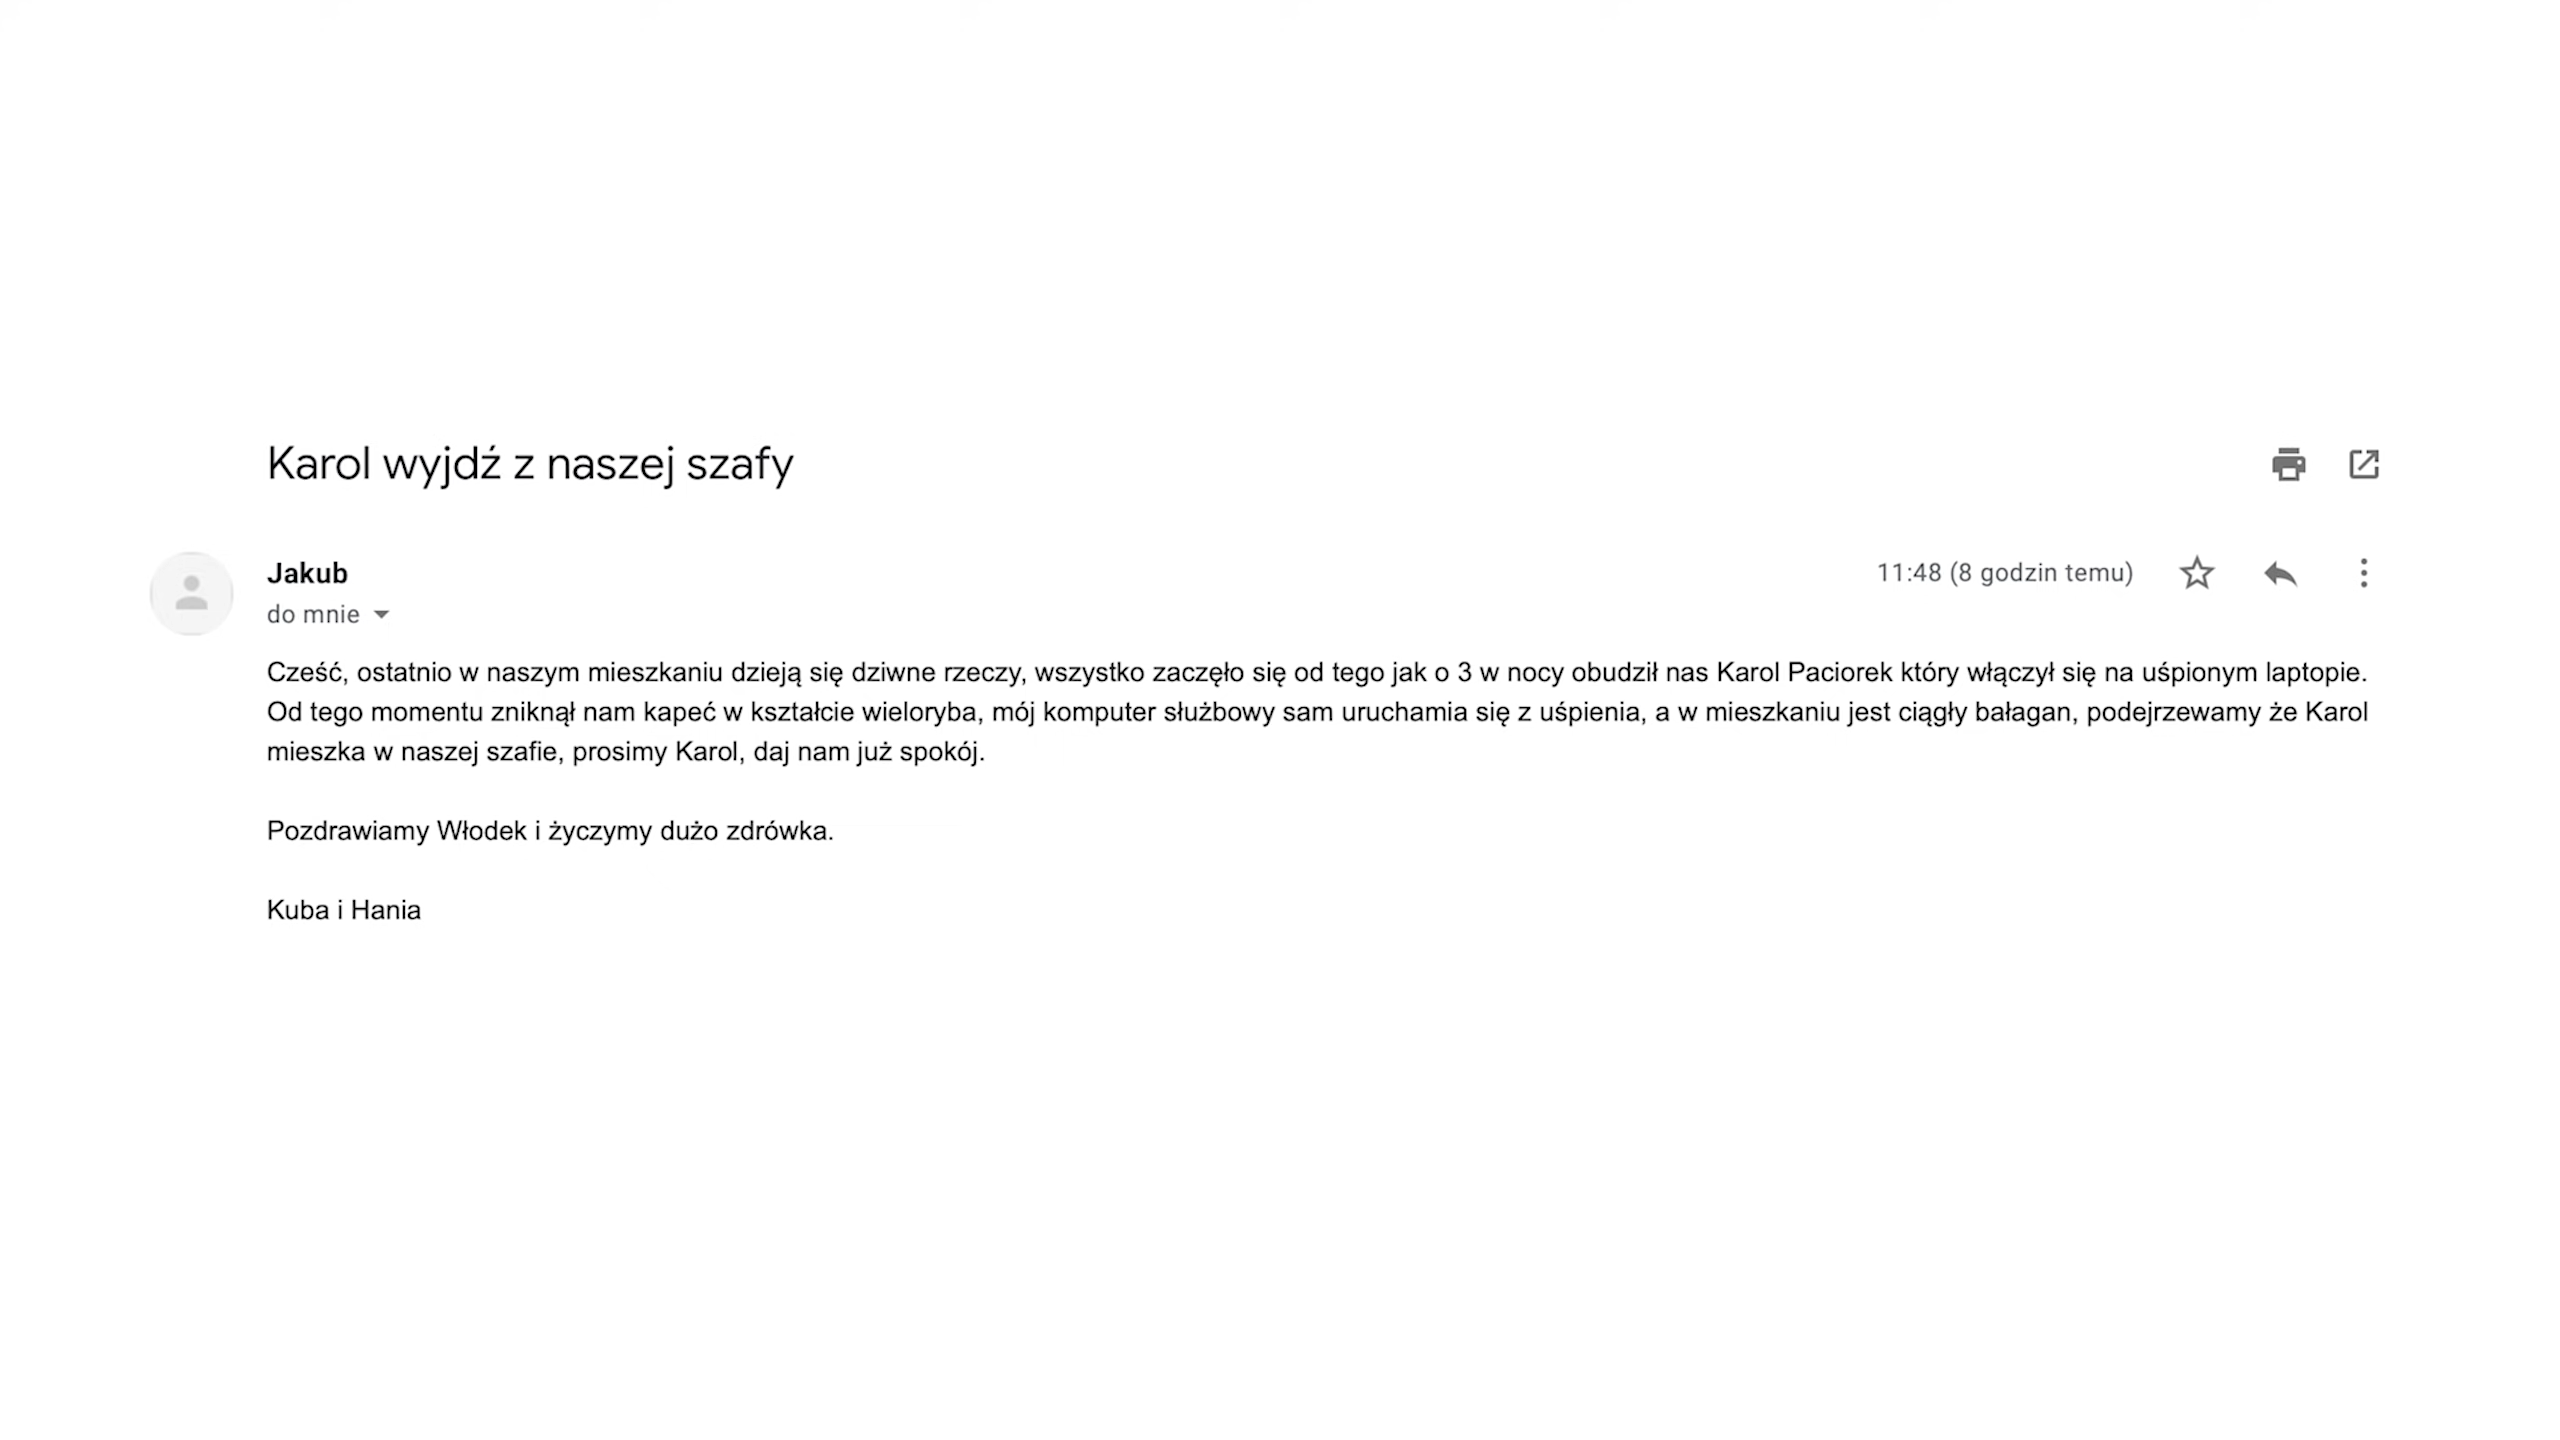 Karol wyjdź z naszej szafy
Jakub
11:48 (8 godzin temu)
do mnie
Cześć, ostatnio w naszym mieszkaniu dzieją się dziwne rzeczy, wszystko zaczęło się od tego jak o 3 w nocy obudził nas Karol Paciorek który włączył się na uśpionym laptopie.
Od tego momentu zniknął nam kapeć w kształcie wieloryba, mój komputer służbowy sam uruchamia się z uśpienia, a w mieszkaniu jest ciągły bałagan, podejrzewamy że Karol
mieszka w naszej szafie, prosimy Karol, daj nam już spokój.
Pozdrawiamy Włodek i życzymy dużo zdrówka.
Kuba i Hania